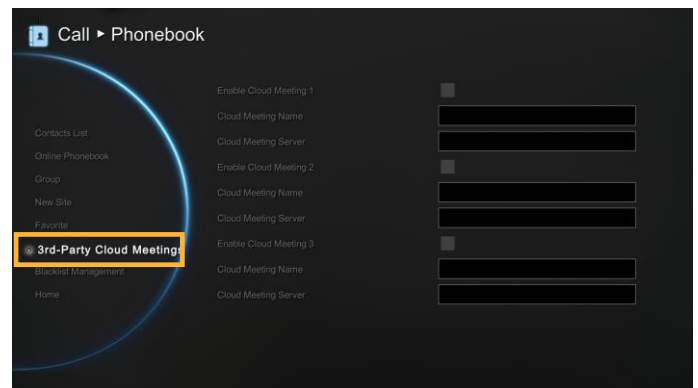 Call ▸ Phonebook
Contacts List
Online Phonebook
Group
New Site
Favorite
3rd-Party Cloud Meetings
Blacklist Management
Home
Enable Cloud Meeting 1
Cloud Meeting Name
Cloud Meeting Server
Enable Cloud Meeting 2
Cloud Meeting Name
Cloud Meeting Server
Enable Cloud Meeting 3
Cloud Meeting Name
Cloud Meeting Server